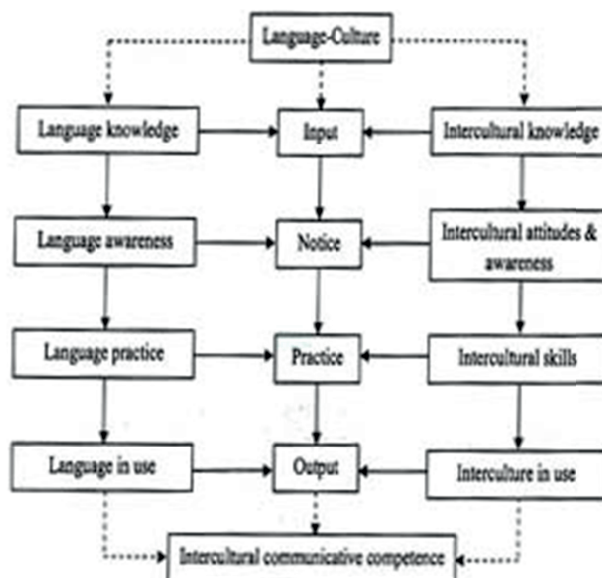 Language-Culture
Language knowledge
Input
Intercultural knowledge
Language awareness
Notice
Intercultural attitudes &
awareness
Language practice
Practice
Intercultural skills
Language in use
Output
Interculture in use
Intercultural communicative competence